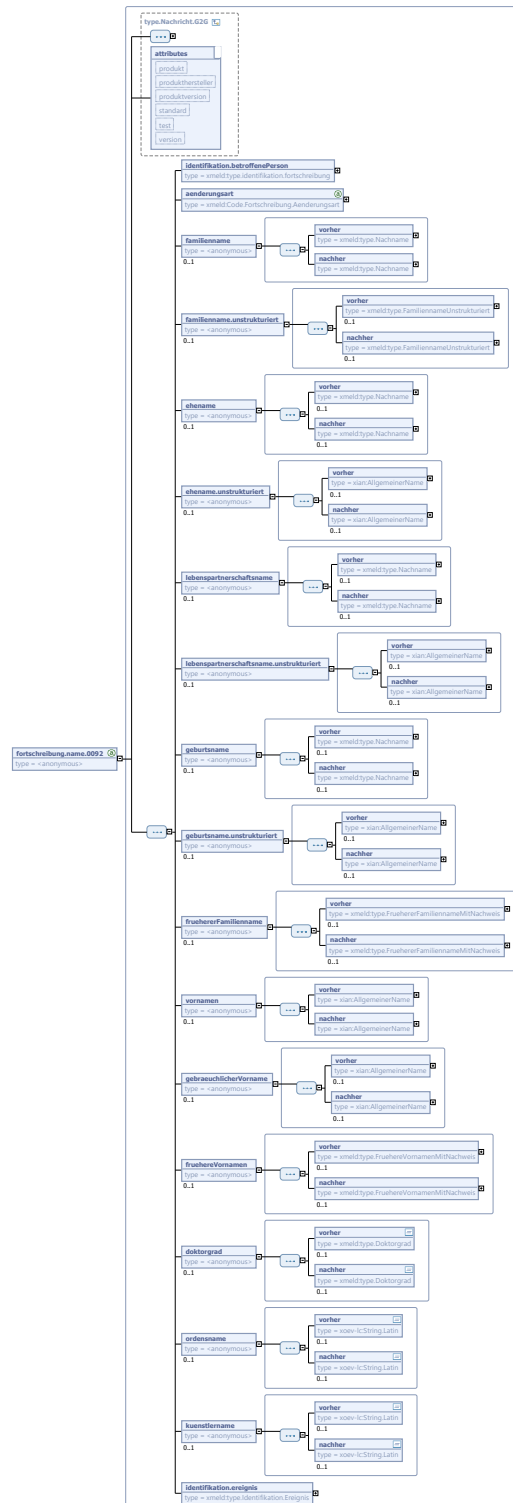 type.Nachricht.G2G
attributes
produkt
produkthersteller
produktversion
standard
test
version
identifikation.betroffenePerson
type = xmeld:type.identifikation.fortschreibung
aenderungsart
type = xmeld:Code.Fortschreibung.Aenderungsart
familienname
type = <anonymous>
0..1
vorher
type = xmeld:type.Nachname
0..1
nachher
type = xmeld:type.Nachname
0..1
familienname.unstrukturiert
type = <anonymous>
0..1
vorher
type = xmeld:type.FamiliennameUnstrukturiert
0..1
nachher
type = xmeld:type.FamiliennameUnstrukturiert
0..1
ehename
type = <anonymous>
0..1
vorher
type = xmeld:type.Nachname
0..1
nachher
type = xmeld:type.Nachname
0..1
ehename.unstrukturiert
type = <anonymous>
0..1
vorher
type = xian:AllgemeinerName
0..1
nachher
type = xian:AllgemeinerName
0..1
lebenspartnerschaftsname
type = <anonymous>
0..1
vorher
type = xmeld:type.Nachname
0..1
nachher
type = xmeld:type.Nachname
0..1
lebenspartnerschaftsname.unstrukturiert
type = <anonymous>
0..1
vorher
type = xian:AllgemeinerName
0..1
nachher
type = xian:AllgemeinerName
0..1
fortschreibung.name.0092
type = <anonymous>
geburtsname
type = <anonymous>
0..1
vorher
type = xmeld:type.Nachname
0..1
nachher
type = xmeld:type.Nachname
0..1
geburtsname.unstrukturiert
type = <anonymous>
0..1
vorher
type = xian:AllgemeinerName
0..1
nachher
type = xian:AllgemeinerName
0..1
fruehererFamilienname
type = <anonymous>
0..1
vorher
type = xmeld:type.FruehererFamiliennameMitNachweis
0..1
nachher
type = xmeld:type.FruehererFamiliennameMitNachweis
0..1
vornamen
type = <anonymous>
0..1
vorher
type = xian:AllgemeinerName
0..1
nachher
type = xian:AllgemeinerName
0..1
gebraeuchlicherVorname
type = <anonymous>
0..1
vorher
type = xian:AllgemeinerName
0..1
nachher
type = xian:AllgemeinerName
0..1
fruehereVornamen
type = <anonymous>
0..1
vorher
type = xmeld:type.FruehereVornamenMitNachweis
0..1
nachher
type = xmeld:type.FruehereVornamenMitNachweis
0..1
doktorgrad
type = <anonymous>
0..1
vorher
type = xmeld:type.Doktorgrad
0..1
nachher
type = xmeld:type.Doktorgrad
0..1
ordensname
type = <anonymous>
0..1
vorher
type = xoev-lc:String.Latin
0..1
nachher
type = xoev-lc:String.Latin
0..1
kuenstlername
type = <anonymous>
0..1
vorher
type = xoev-lc:String.Latin
0..1
nachher
type = xoev-lc:String.Latin
0..1
identifikation.ereignis
type = xmeld:type.Identifikation.Ereignis